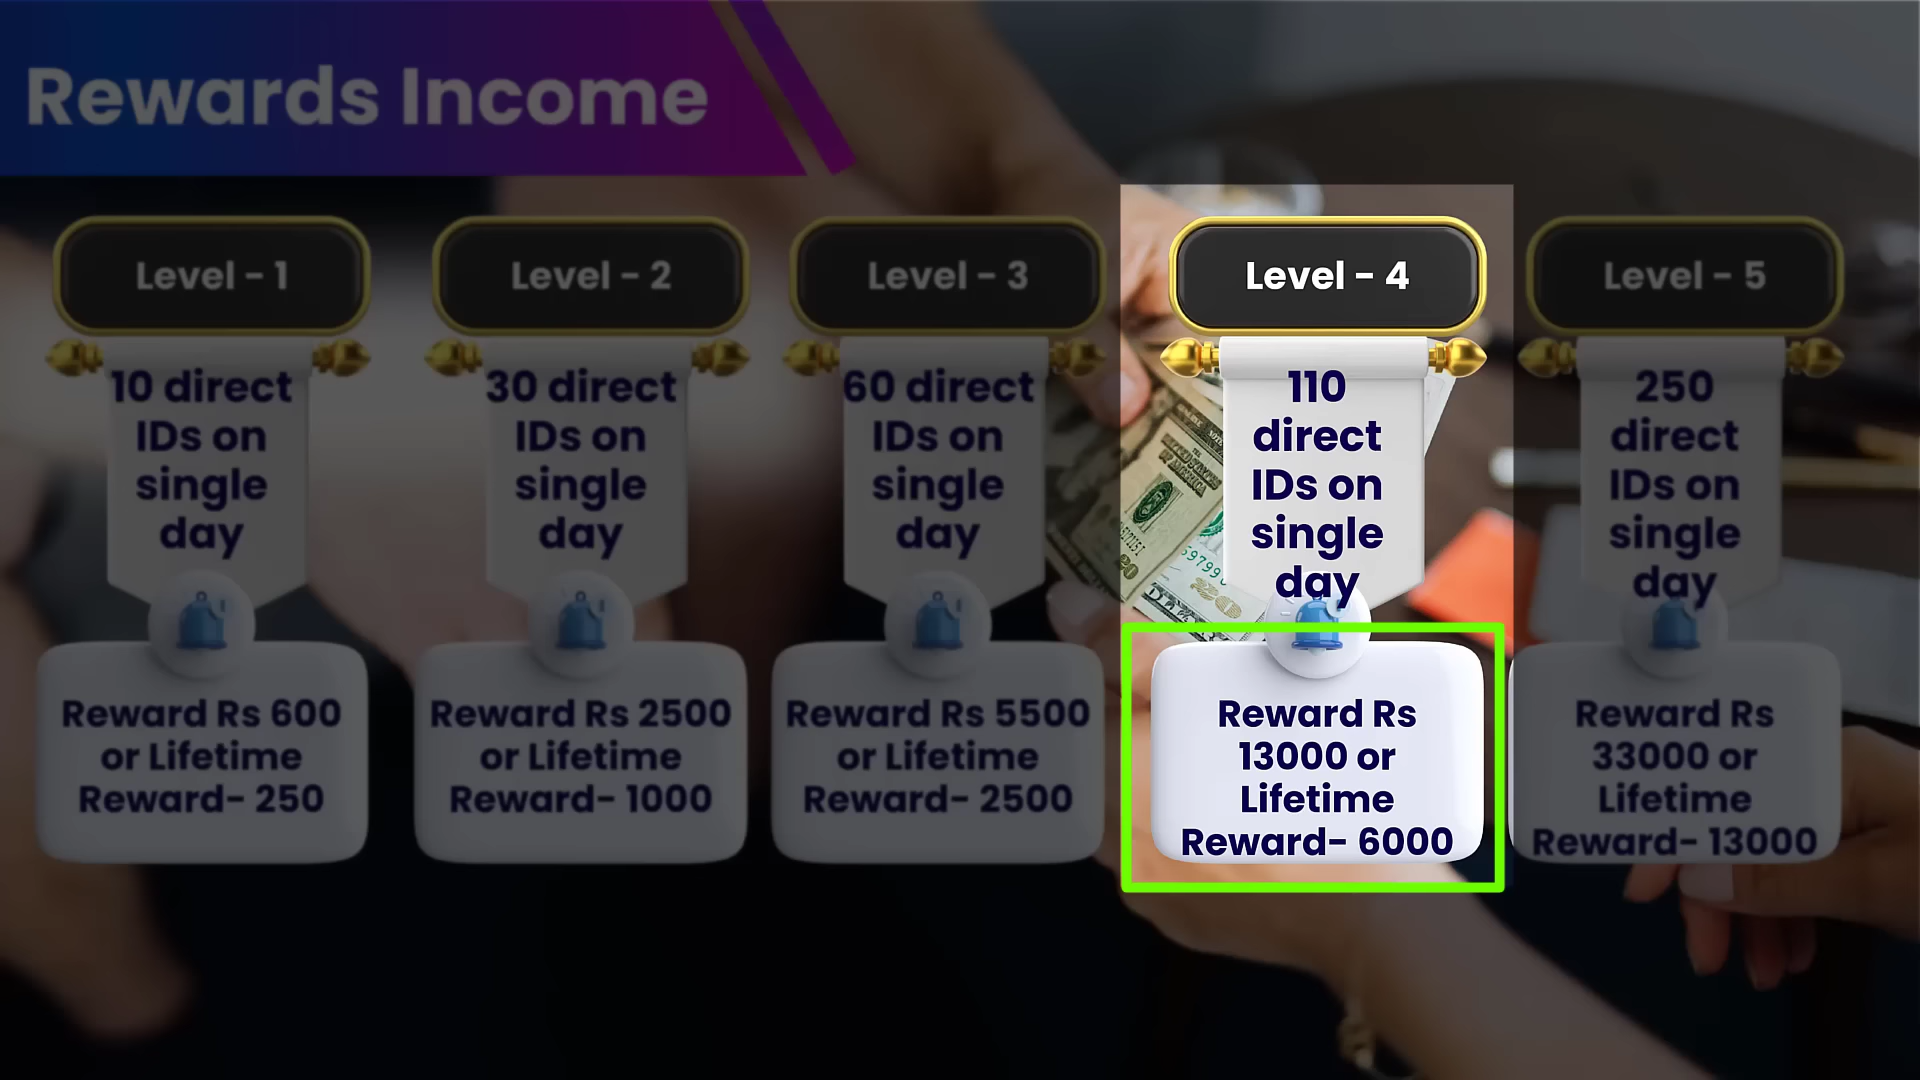 Rewards Income
Level - 1
10 direct
IDs on
single
day
Reward Rs 600
or Lifetime
Reward- 250
Level - 2
30 direct
IDs on
single
day
Reward Rs 2500
or Lifetime
Reward- 1000
Level - 3
60 direct
IDs on
single
day
Reward Rs 5500
or Lifetime
Reward- 2500
Level - 4
110
direct
IDs on
single
day
Reward Rs
13000 or
Lifetime
Reward- 6000
Level - 5
250
direct
IDs on
single
day
Reward Rs
33000 or
Lifetime
Reward- 13000